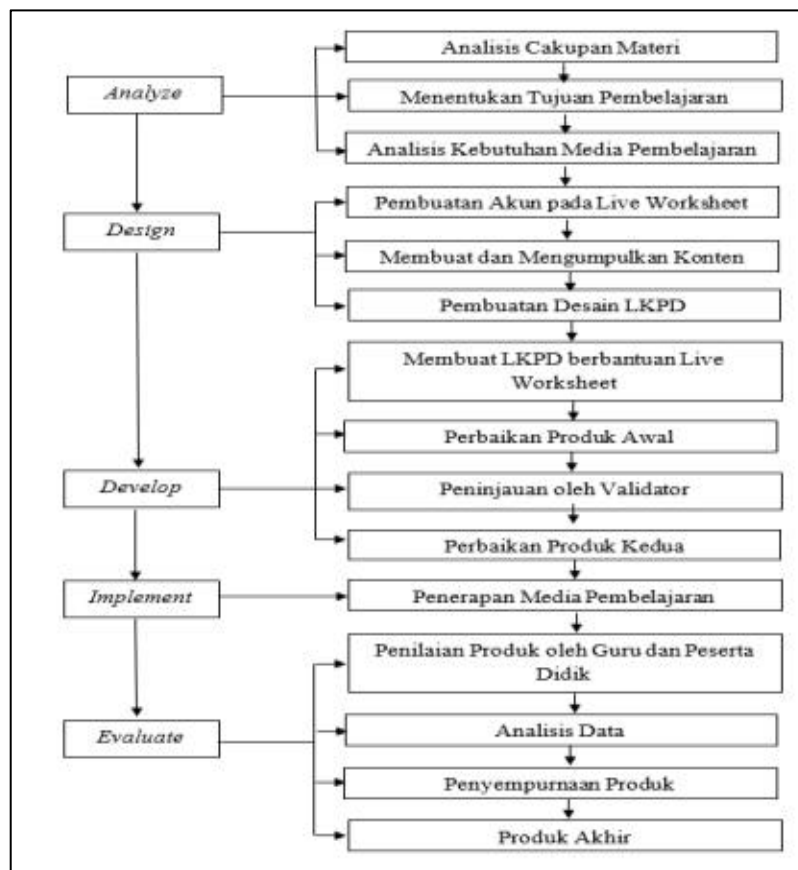 Analisis Cakupan Materi
Analyze
Menentukan Tujuan Pembelajaran
Analisis Kebutuhan Media Pembelajaran
Pembuatan Akun pada Live Worksheet
Design
Membuat dan Mengumpulkan Konten
Pembuatan Desain LKPD
Membuat LKPD berbantuan Live
Worksheet
Perbaikan Produk Awal
Develop
Peninjauan oleh Validator
Perbaikan Produk Kedua
Implement
Penerapan Media Pembelajaran
Penilaian Produk oleh Guru dan Peserta
Didik
Evaluate
Analisis Data
Penyempurnaan Produk
Produk Akhir